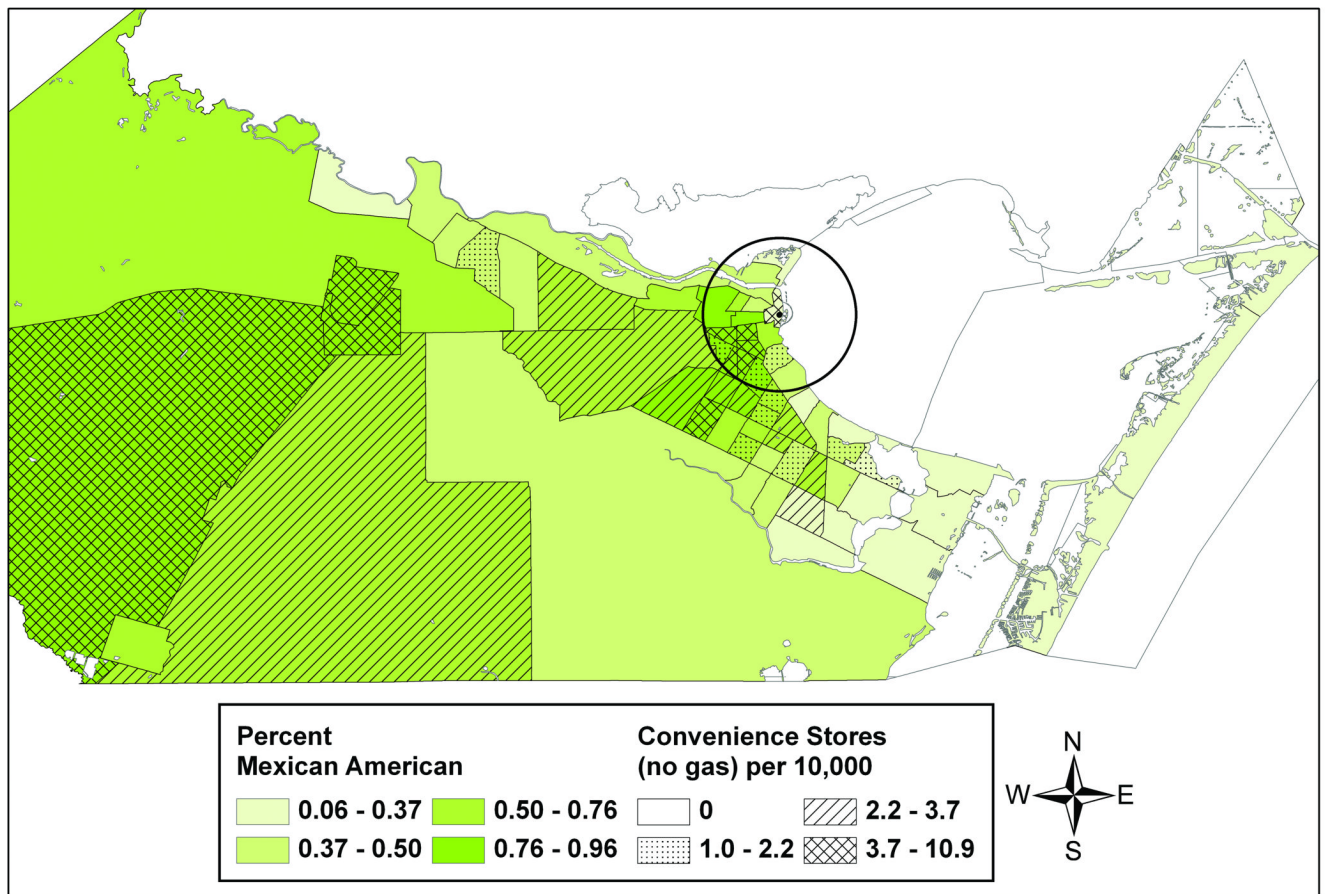 Percent
Mexican American
0.06 - 0.37
0.50 - 0.76
0.37 - 0.50
0.76 - 0.96
Convenience Stores
(no gas) per 10,000
0
2.2 - 3.7
1.0 - 2.2
3.7 - 10.9
N
W
E
S